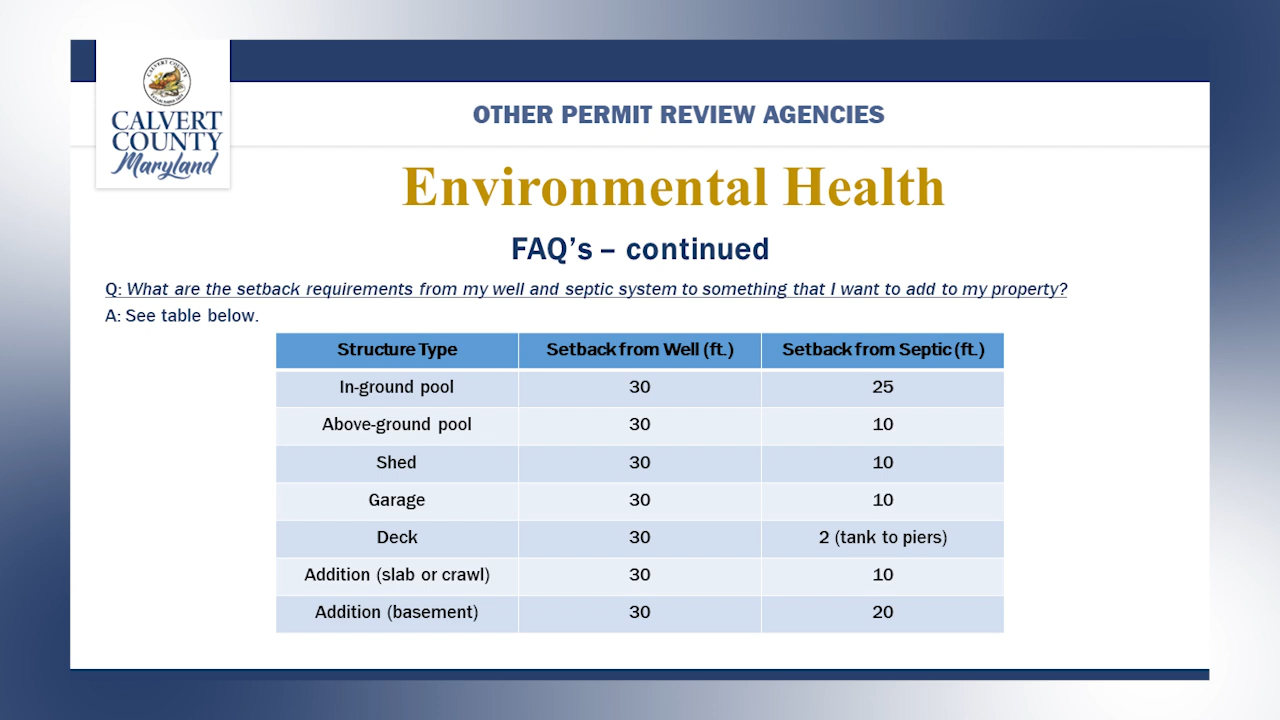 CALVERT COUNTY
CALVERT
COUNTY
Maryland
OTHER PERMIT REVIEW AGENCIES
Environmental Health
FAQ’s – continued
Q: What are the setback requirements from my well and septic system to something that I want to add to my property?
A: See table below.
Structure Type Setback from Well (ft.) Setback from Septic (ft.)
In-ground pool 30 25
Above-ground pool 30 10
Shed 30 10
Garage 30 10
Deck 30 2 (tank to piers)
Addition (slab or crawl) 30 10
Addition (basement) 30 20